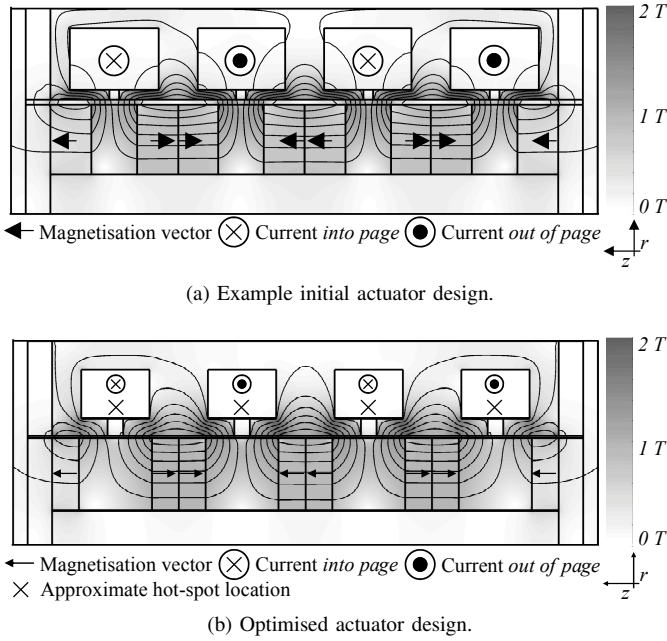 2 T
1 T
0 T
Magnetisation vector Current into page Current out of page
r
z
(a) Example initial actuator design.
2 T
1 T
0 T
Magnetisation vector Current into page Current out of page
Approximate hot-spot location
r
z
(b) Optimised actuator design.